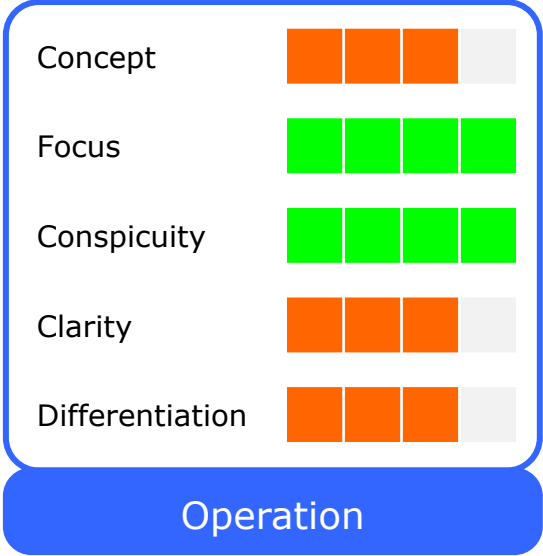 Concept
Focus
Conspicuity
Clarity
Differentiation
Operation